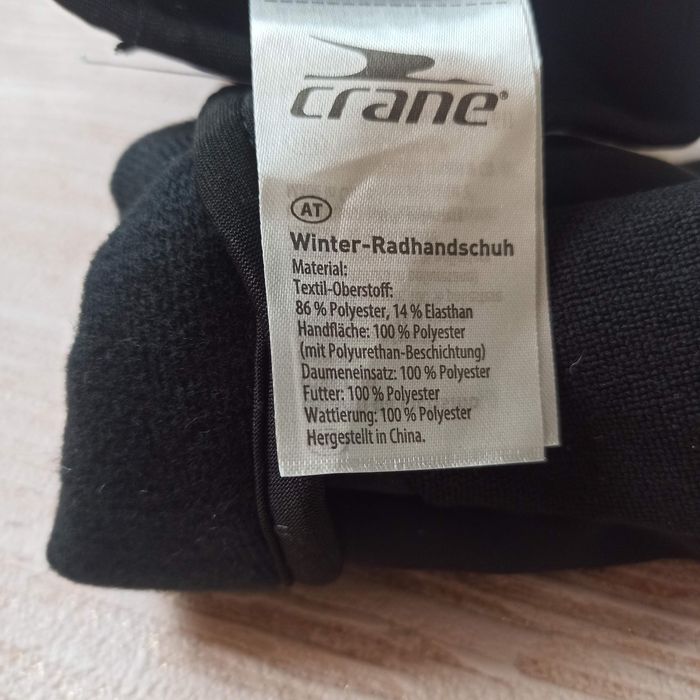 crane®
AT
Winter-Radhandschuh
Material:
Textil-Oberstoff:
86 % Polyester, 14 % Elasthan
Handfläche: 100 % Polyester
(mit Polyurethan-Beschichtung)
Daumeneinsatz: 100 % Polyester
Futter: 100 % Polyester
Wattierung: 100 % Polyester
Hergestellt in China.